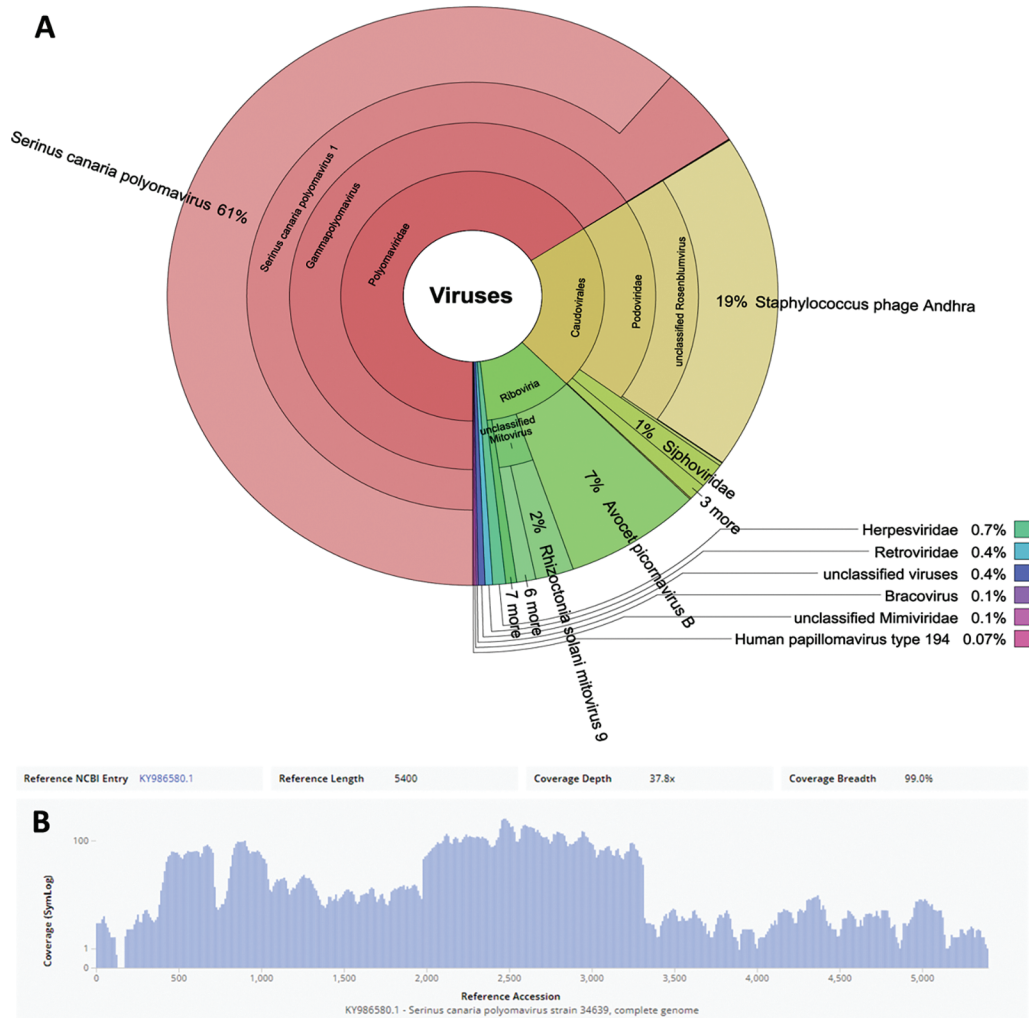 A
Serinus canaria polyomavirus 61%
Serinus canaria polyomavirus 1
Gammapolyomavirus
Polyomaviridae
Viruses
Caudovirales
Podoviridae
unclassified Rosenblumvirus
19% Staphylococcus phage Andhra
Riboviria
unclassified
Mitovirus
1% Siphoviridae
3 more
7% Avocet picornavirus B
2% Rhizoctonia solani mitovirus 9
6 more
7 more
Herpesviridae 0.7%
Retroviridae 0.4%
unclassified viruses 0.4%
Bracovirus 0.1%
unclassified Mimiviridae 0.1%
Human papillomavirus type 194 0.07%
Reference NCBI Entry KY986580.1 Reference Length 5400 Coverage Depth 37.8x Coverage Breadth 99.0%
B
Coverage (SymLog)
100
1
0
0 500 1,000 1,500 2,000 2,500 3,000 3,500 4,000 4,500 5,000
Reference Accession
KY986580.1 - Serinus canaria polyomavirus strain 34639, complete genome